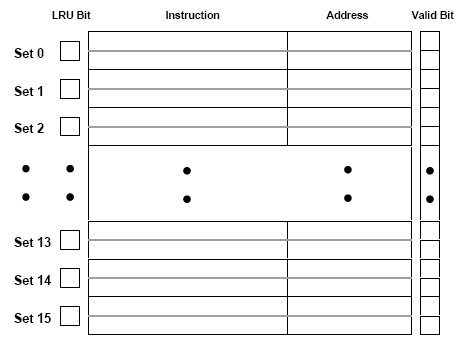 LRU Bit Instruction Address Valid Bit
Set 0
Set 1
Set 2
Set 13
Set 14
Set 15